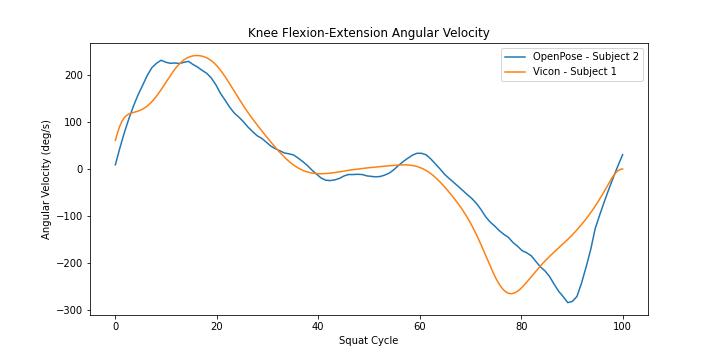 Knee Flexion-Extension Angular Velocity
OpenPose - Subject 2
Vicon - Subject 1
Angular Velocity (deg/s)
200
100
0
−100
−200
−300
0 20 40 60 80 100
Squat Cycle